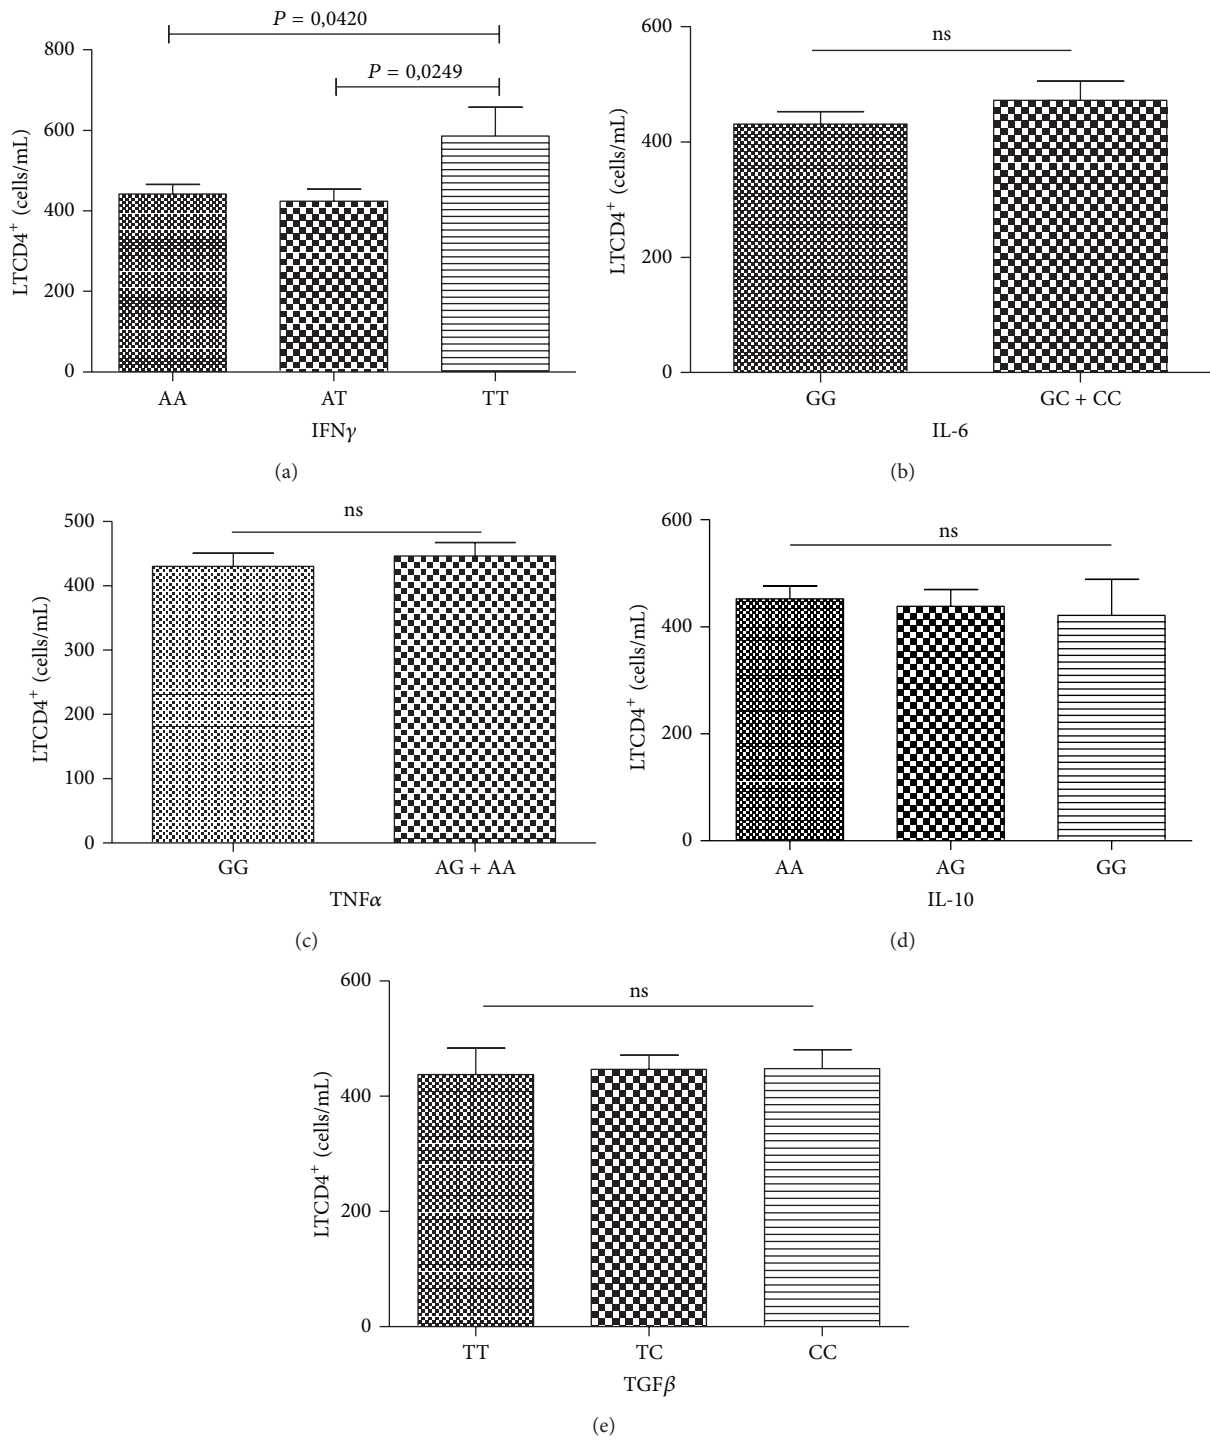 P = 0,0420
P = 0,0249
800
600
400
200
0
LTCD4⁺ (cells/mL)
AA AT TT
IFNγ
(a)
ns
600
400
200
0
LTCD4⁺ (cells/mL)
GG GC + CC
IL-6
(b)
ns
500
400
300
200
100
0
LTCD4⁺ (cells/mL)
GG AG + AA
TNFα
(c)
ns
600
400
200
0
LTCD4⁺ (cells/mL)
AA AG GG
IL-10
(d)
ns
600
400
200
0
LTCD4⁺ (cells/mL)
TT TC CC
TGFβ
(e)